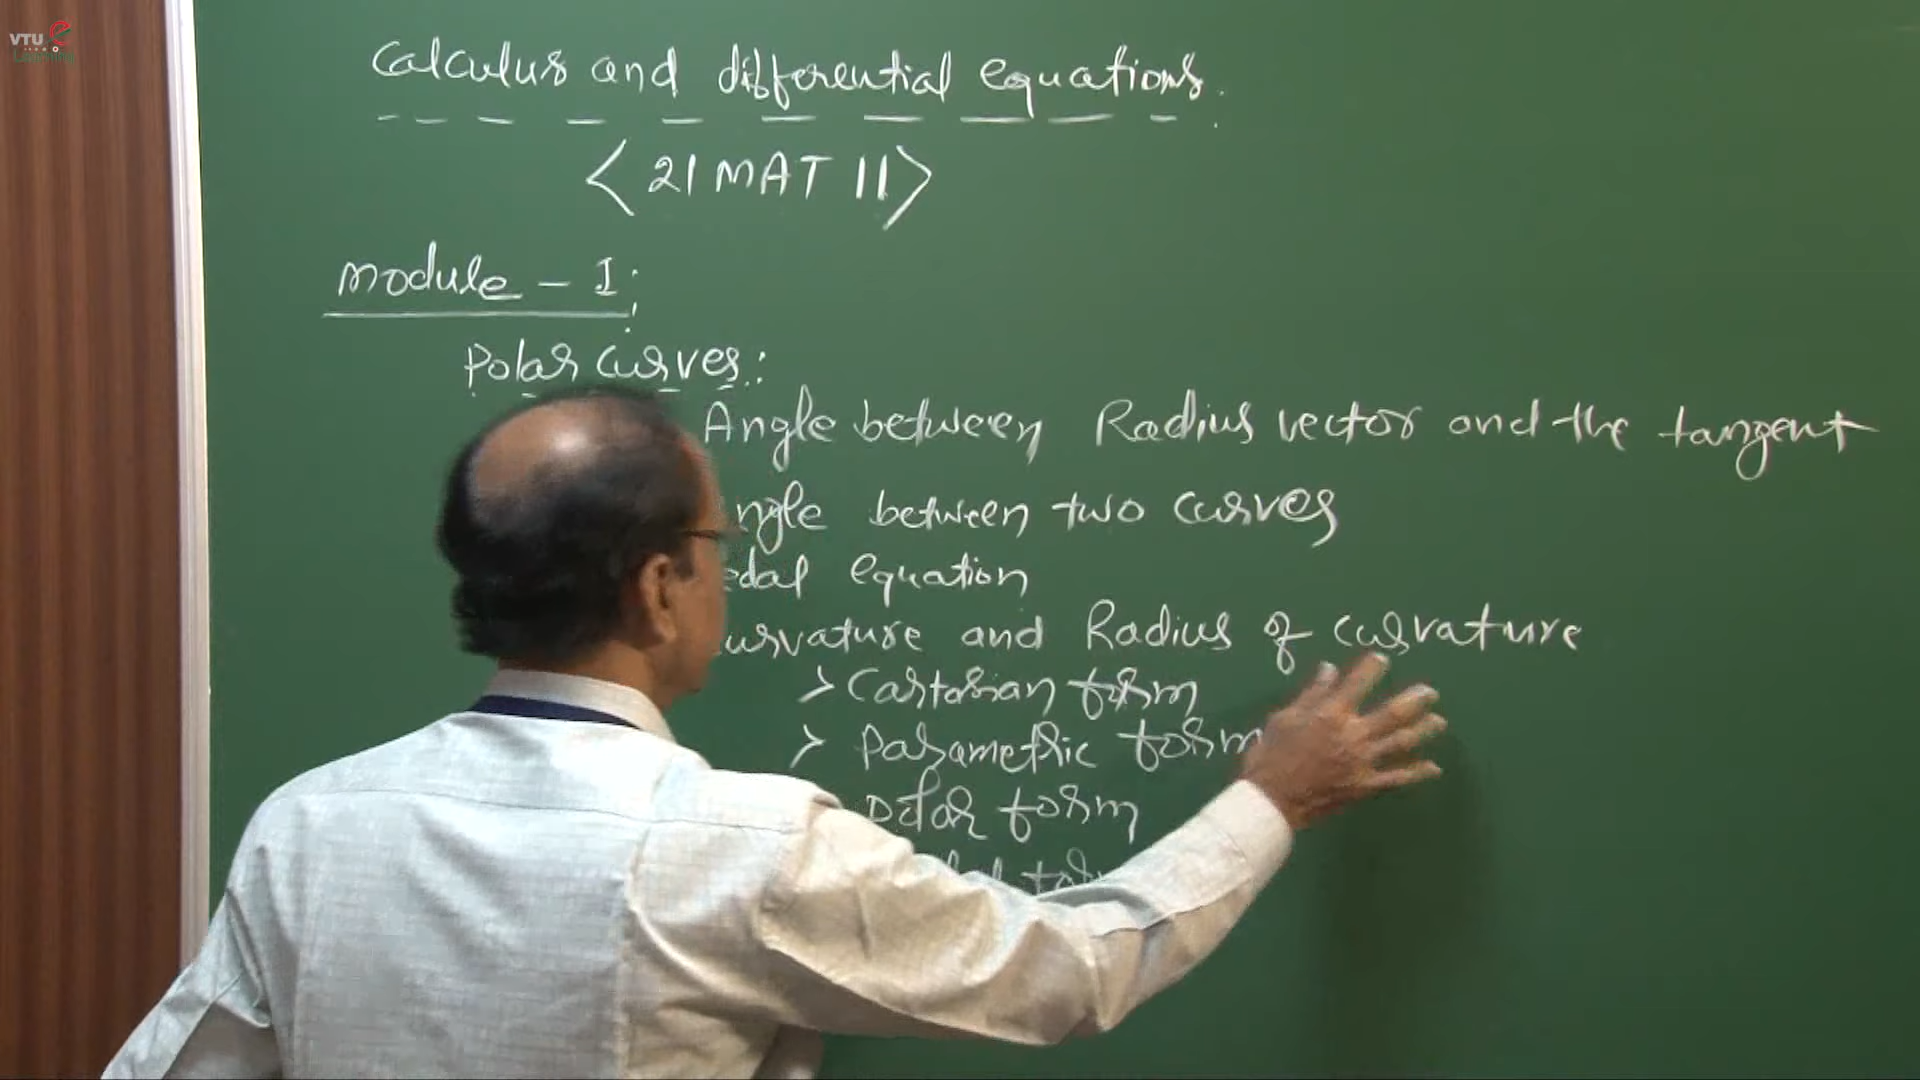 VTU e
Learning
Calculus and differential equations.
<21MAT11>
Module - I:
Polar curves:
Angle between Radius vector and the tangent
ngle between two curves
edal equation
urvature and Radius of curvature
> Cartesian form
> Parametric form
Polar form